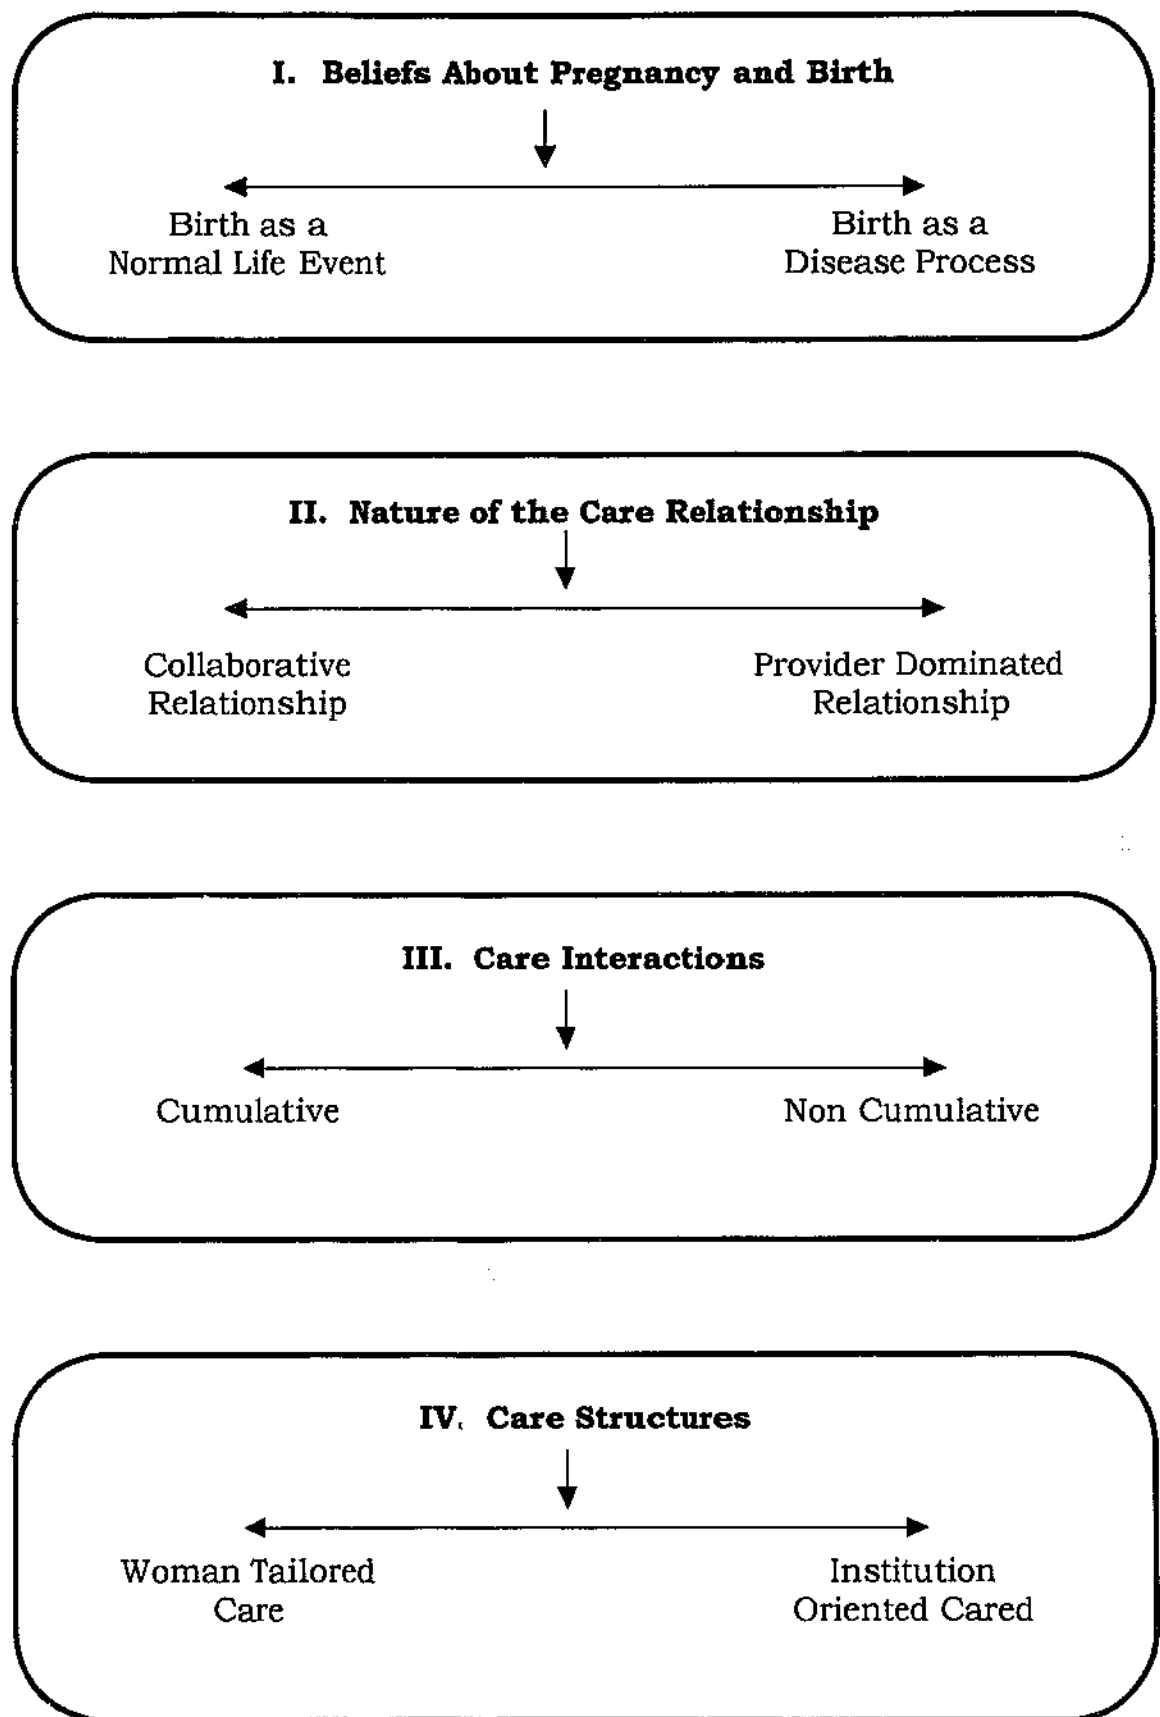 I. Beliefs About Pregnancy and Birth
Birth as a
Normal Life Event
Birth as a
Disease Process
II. Nature of the Care Relationship
Collaborative
Relationship
Provider Dominated
Relationship
III. Care Interactions
Cumulative
Non Cumulative
IV. Care Structures
Woman Tailored
Care
Institution
Oriented Cared